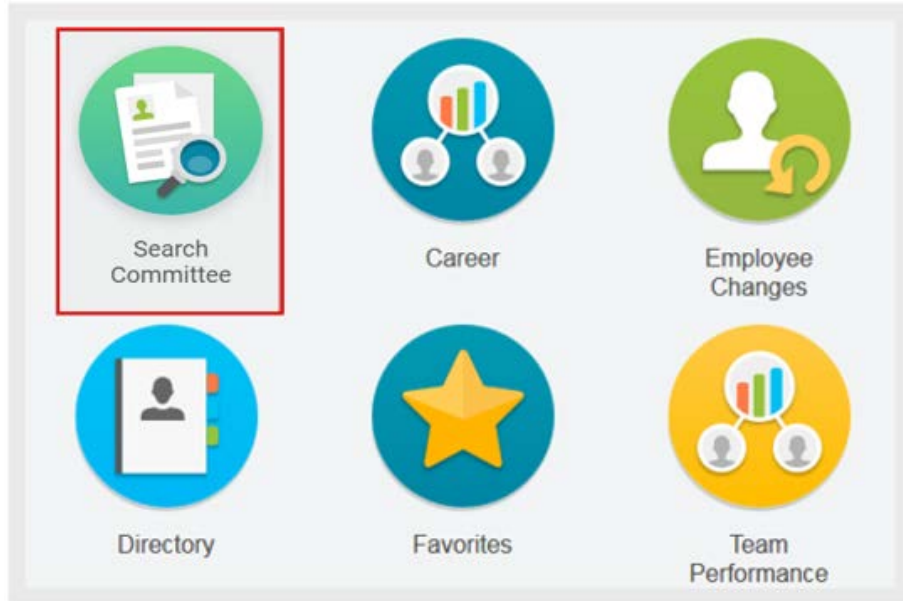 Search
Committee
Career
Employee
Changes
Directory
Favorites
Team
Performance